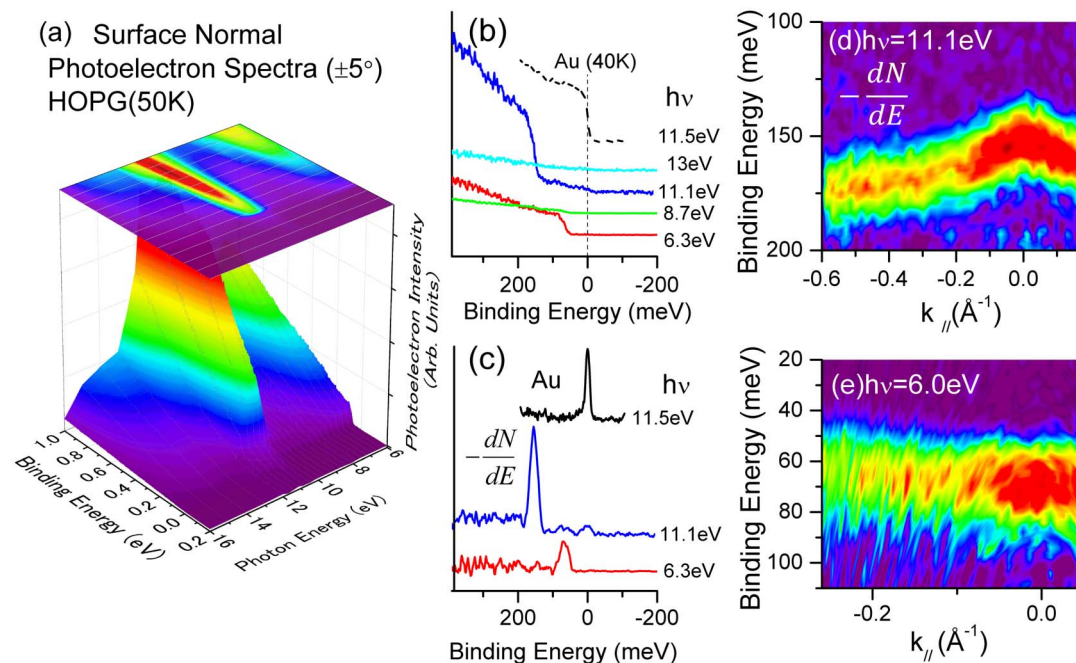 (a) Surface Normal
Photoelectron Spectra (±5°)
HOPG(50K)
Photoelectron Intensity
(Arb. Units)
1.0
0.8
0.6
0.4
0.2
0.0
0.2
Binding Energy (eV)
16
14
12
10
8
6
Photon Energy (eV)
(b)
Au (40K)
hν
11.5eV
13eV
11.1eV
8.7eV
6.3eV
200 0 -200
Binding Energy (meV)
(c)
Au
hν
11.5eV
-dN/dE
11.1eV
6.3eV
200 0 -200
Binding Energy (meV)
(d)hν=11.1eV
-dN/dE
100
150
200
Binding Energy (meV)
-0.6 -0.4 -0.2 0.0
k//(Å-1)
(e)hν=6.0eV
20
40
60
80
100
Binding Energy (meV)
-0.2 0.0
k//(Å-1)